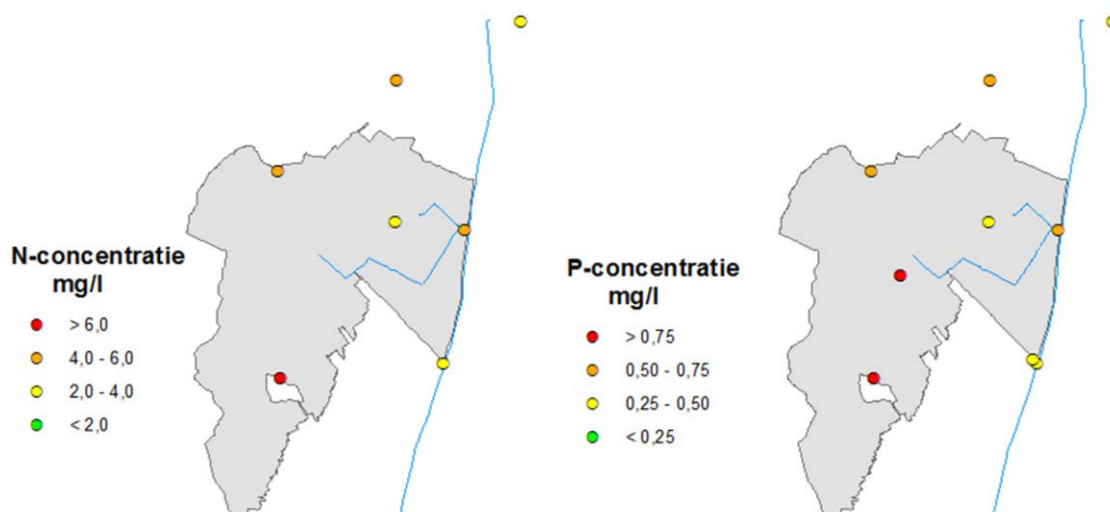 N-concentratie
mg/l
> 6,0
4,0 - 6,0
2,0 - 4,0
< 2,0
P-concentratie
mg/l
> 0,75
0,50 - 0,75
0,25 - 0,50
< 0,25